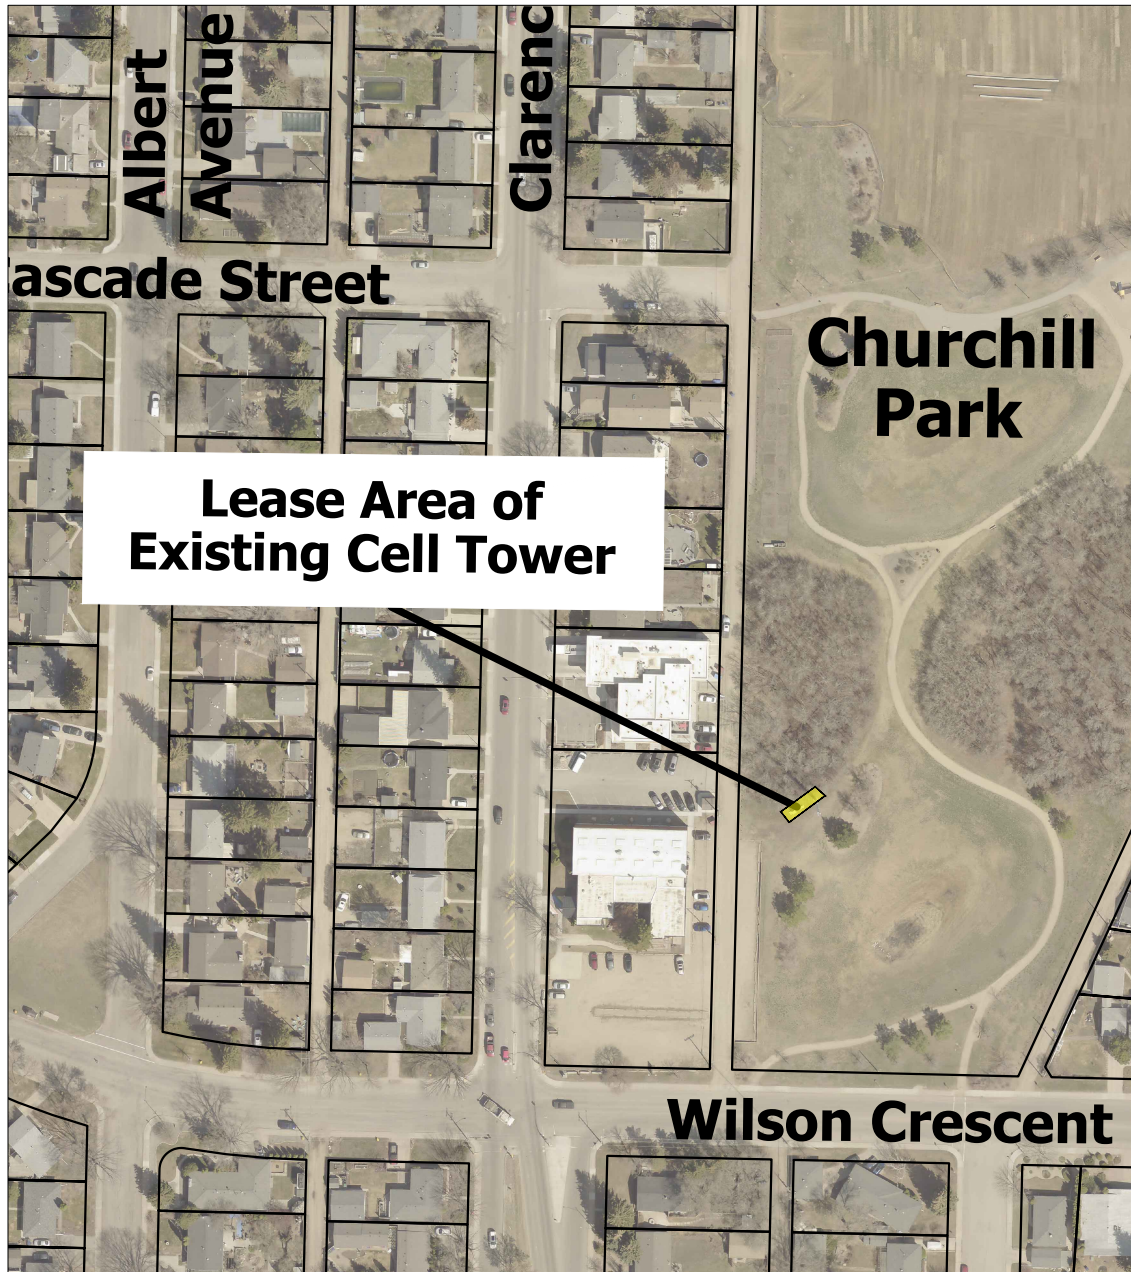 Albert
Avenue
Clarenc
ascade Street
Churchill
Park
Lease Area of
Existing Cell Tower
Wilson Crescent